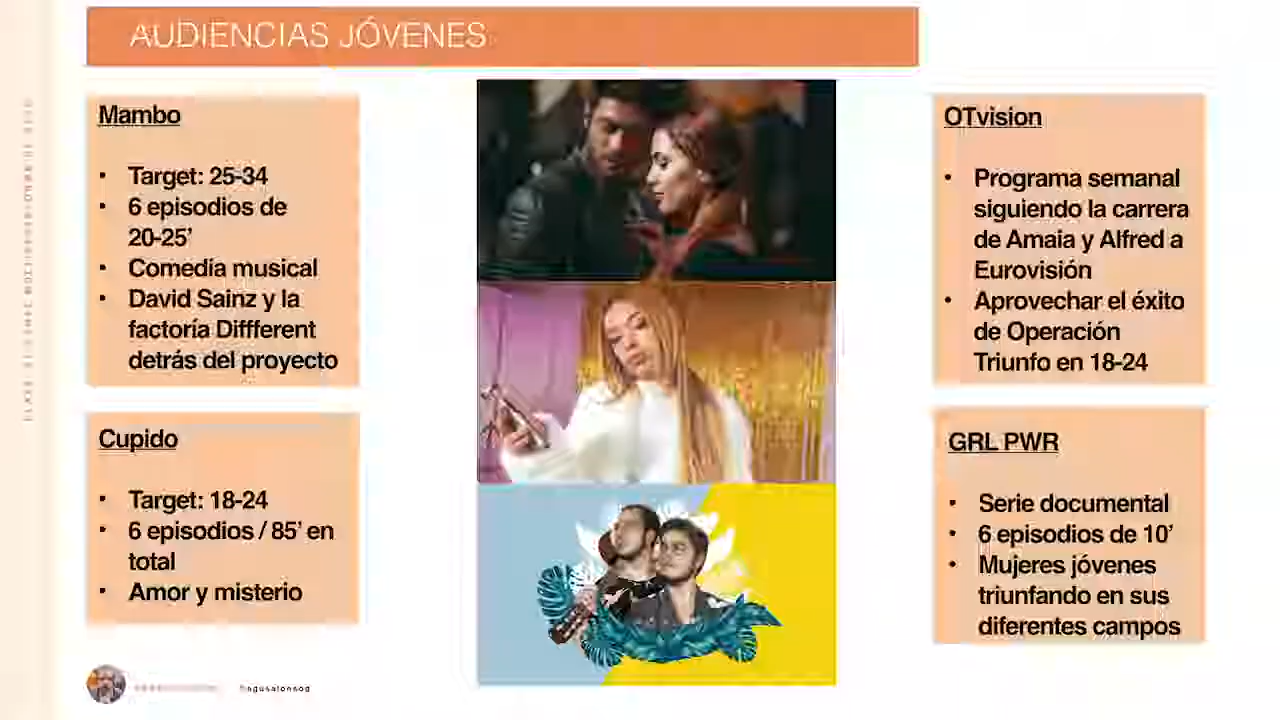 AUDIENCIAS JÓVENES
Mambo
• Target: 25-34
• 6 episodios de
20-25’
• Comedia musical
• David Sainz y la
factoría Diffferent
detrás del proyecto
Cupido
• Target: 18-24
• 6 episodios / 85’ en
total
• Amor y misterio
OTvision
• Programa semanal
siguiendo la carrera
de Amaia y Alfred a
Eurovisión
• Aprovechar el éxito
de Operación
Triunfo en 18-24
GRL PWR
• Serie documental
• 6 episodios de 10’
• Mujeres jóvenes
triunfando en sus
diferentes campos